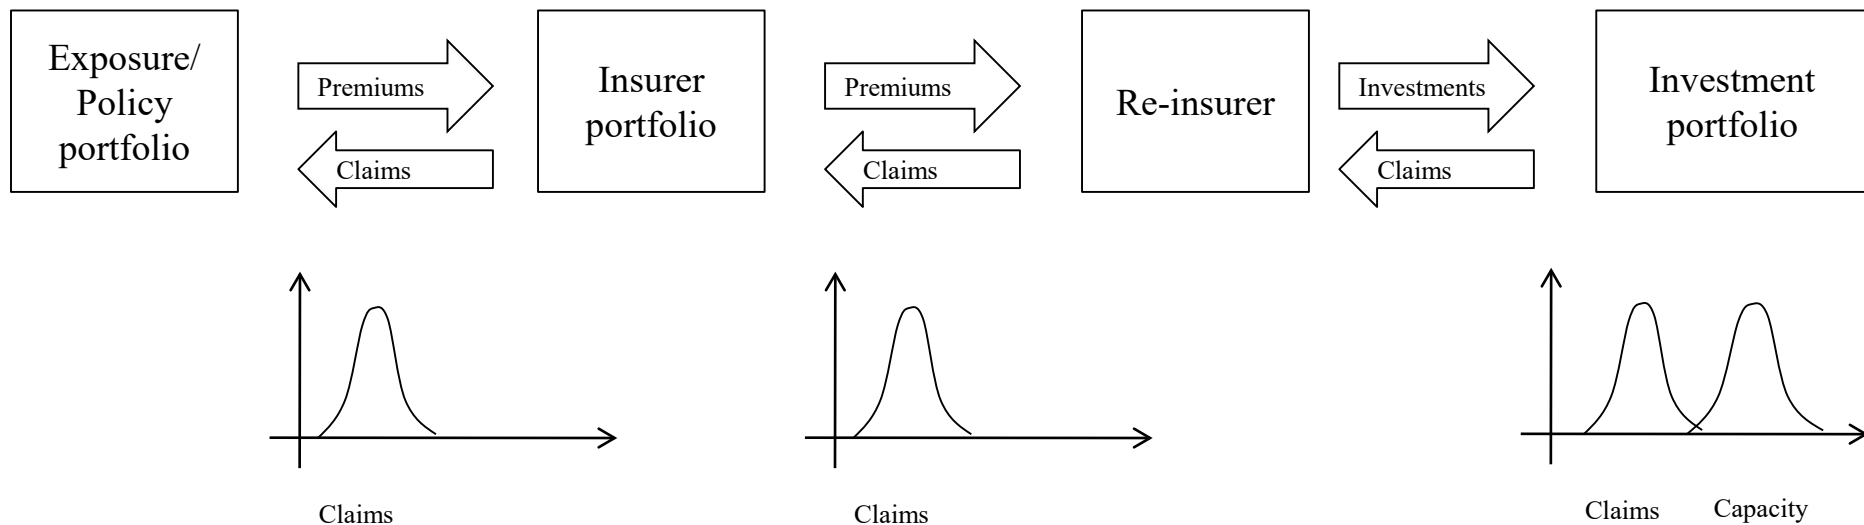 Exposure/
Policy
portfolio
Premiums
Claims
Insurer
portfolio
Premiums
Claims
Re-insurer
Investments
Claims
Investment
portfolio
Claims
Claims
Claims
Capacity